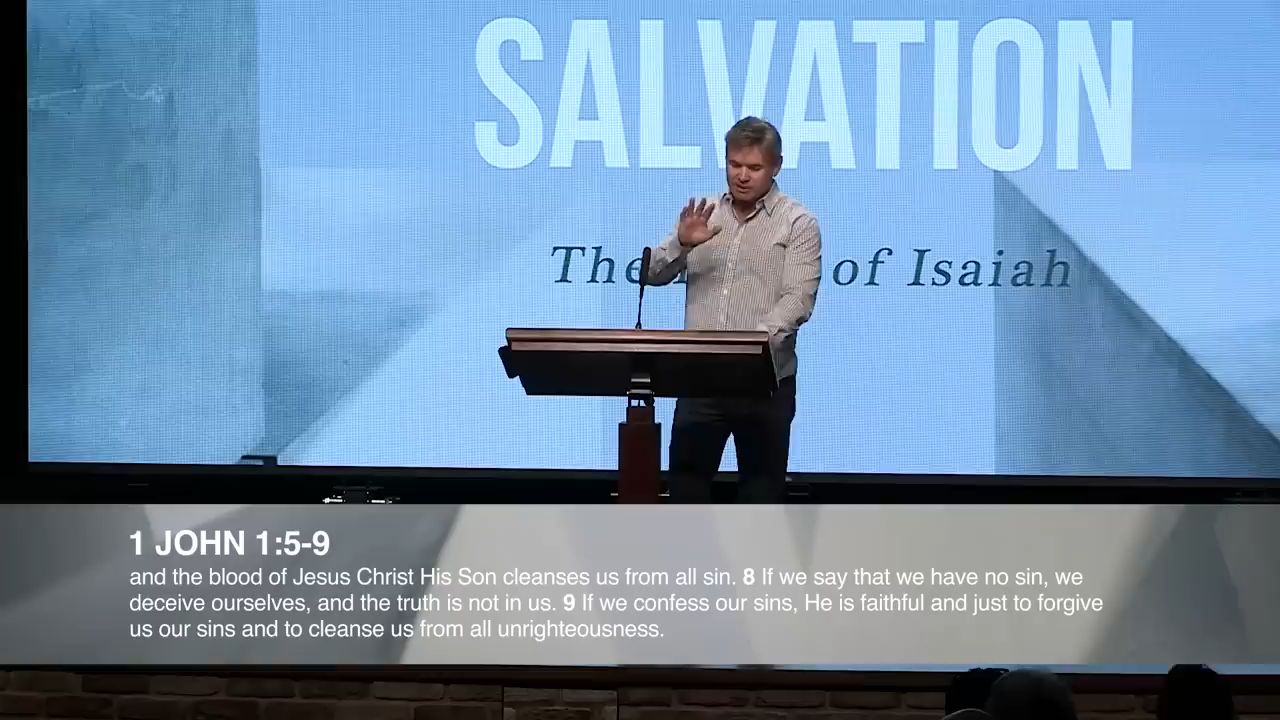 SALVATION
The of Isaiah
1 JOHN 1:5-9
and the blood of Jesus Christ His Son cleanses us from all sin. 8 If we say that we have no sin, we
deceive ourselves, and the truth is not in us. 9 If we confess our sins, He is faithful and just to forgive
us our sins and to cleanse us from all unrighteousness.